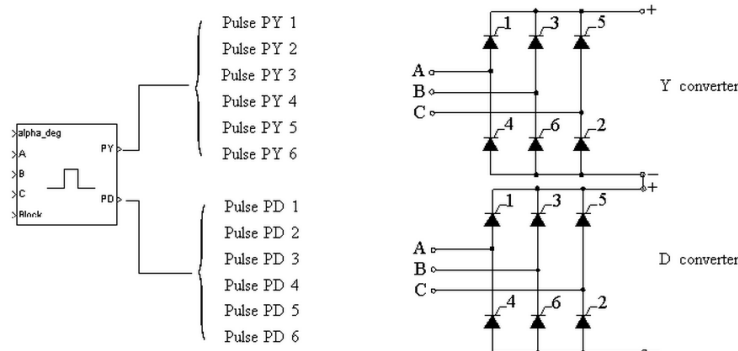 Pulse PY 1
Pulse PY 2
Pulse PY 3
Pulse PY 4
Pulse PY 5
Pulse PY 6
alpha_deg
A
B
C
Block
PY
PD
Pulse PD 1
Pulse PD 2
Pulse PD 3
Pulse PD 4
Pulse PD 5
Pulse PD 6
1 3 5 +
A
B
C
Y converter
4 6 2
−
1 3 5 +
A
B
C
D converter
4 6 2